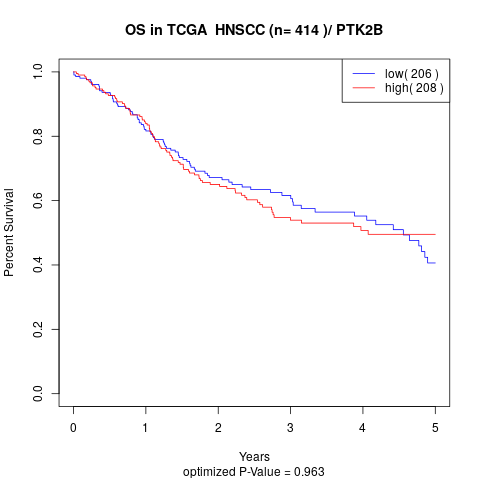 OS in TCGA  HNSCC (n= 414 )/ PTK2B
low( 206 )
high( 208 )
Percent Survival
1.0
0.8
0.6
0.4
0.2
0.0
0 1 2 3 4 5
Years
optimized P-Value = 0.963